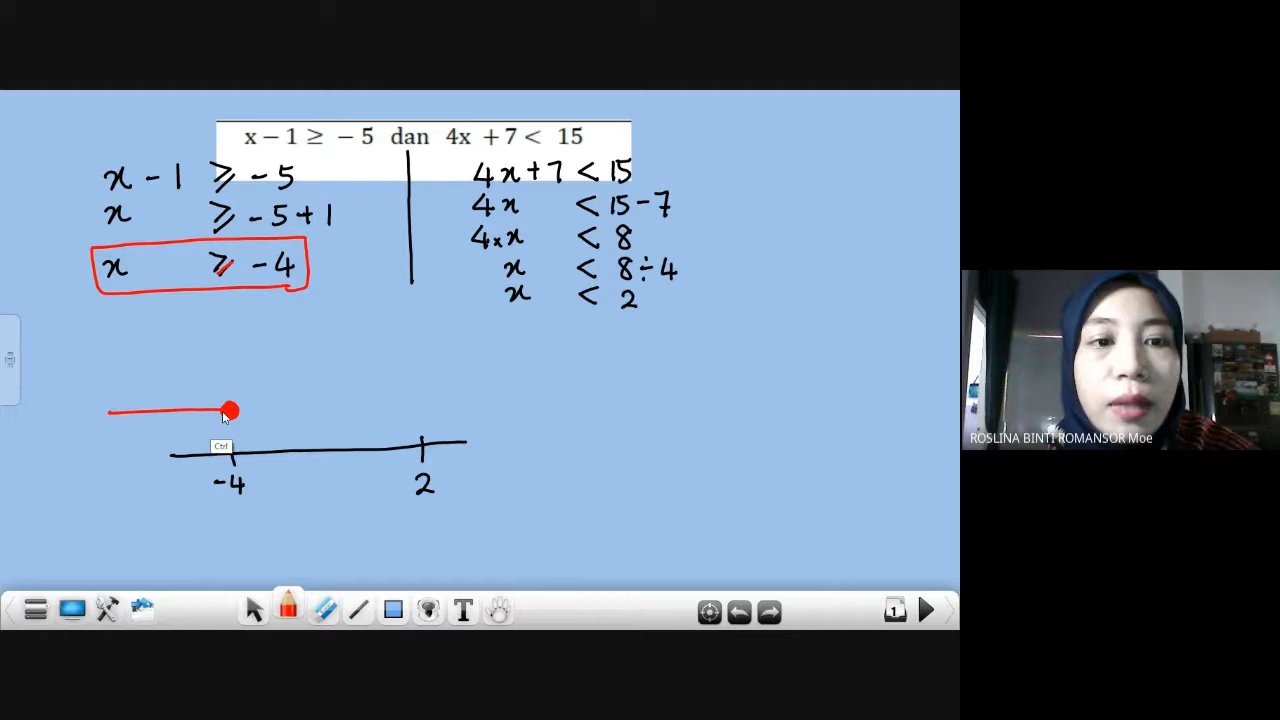 x − 1 ≥ − 5 dan 4x + 7 < 15
x - 1 ≥ - 5
x ≥ - 5 + 1
x ≥ - 4
4x + 7 < 15
4x < 15 - 7
4 × x < 8
x < 8 ÷ 4
x < 2
Ctrl
-4 2
T 1
ROSLINA BINTI ROMANSOR Moe